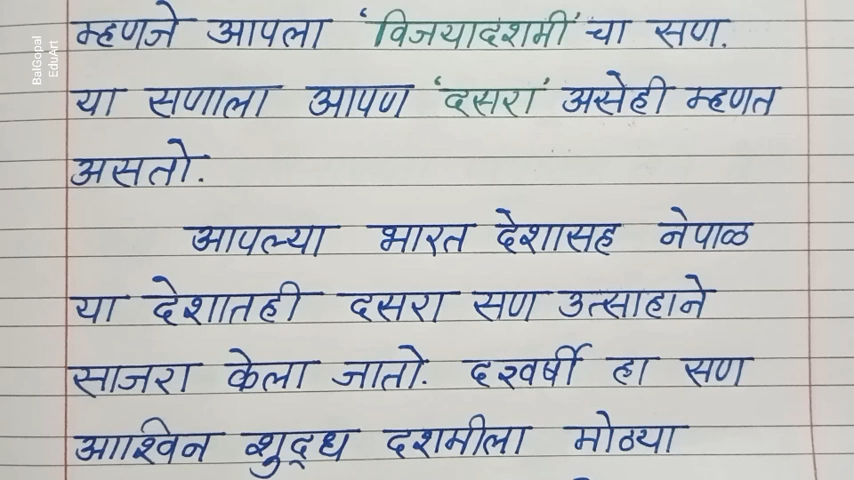 म्हणजे आपला 'विजयादशमी' चा सण.
या सणाला आपण 'दसरा' असेही म्हणत
असतो.
आपल्या भारत देशासह नेपाळ
या देशातही दसरा सण उत्साहाने
साजरा केला जातो. दरवर्षी हा सण
आश्विन शुद्ध दशमीला मोठ्या
BalGopal
EduArt